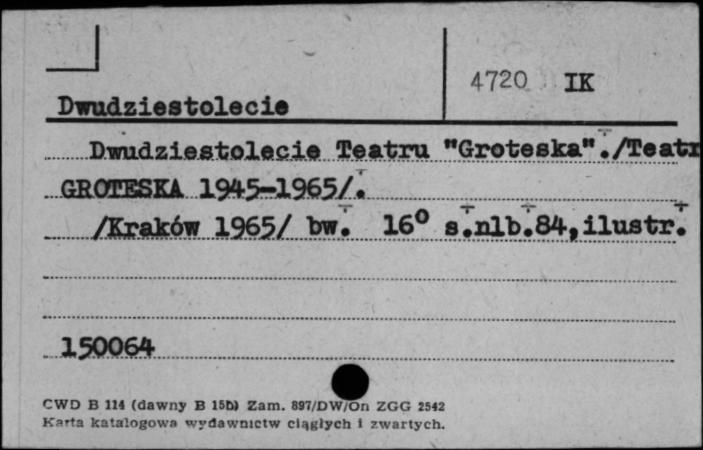 4720 IK
Dwudziestolecie
Dwudziestolecie Teatru "Groteska"./Teatr
GROTESKA 1945-1965/.
/Kraków 1965/ bw. 16° s.nlb.84,ilustr.
150064
CWD B 114 (dawny B 15b) Zam. 897/DW/On ZGG 2542
Karta katalogowa wydawnictw ciągłych i zwartych.